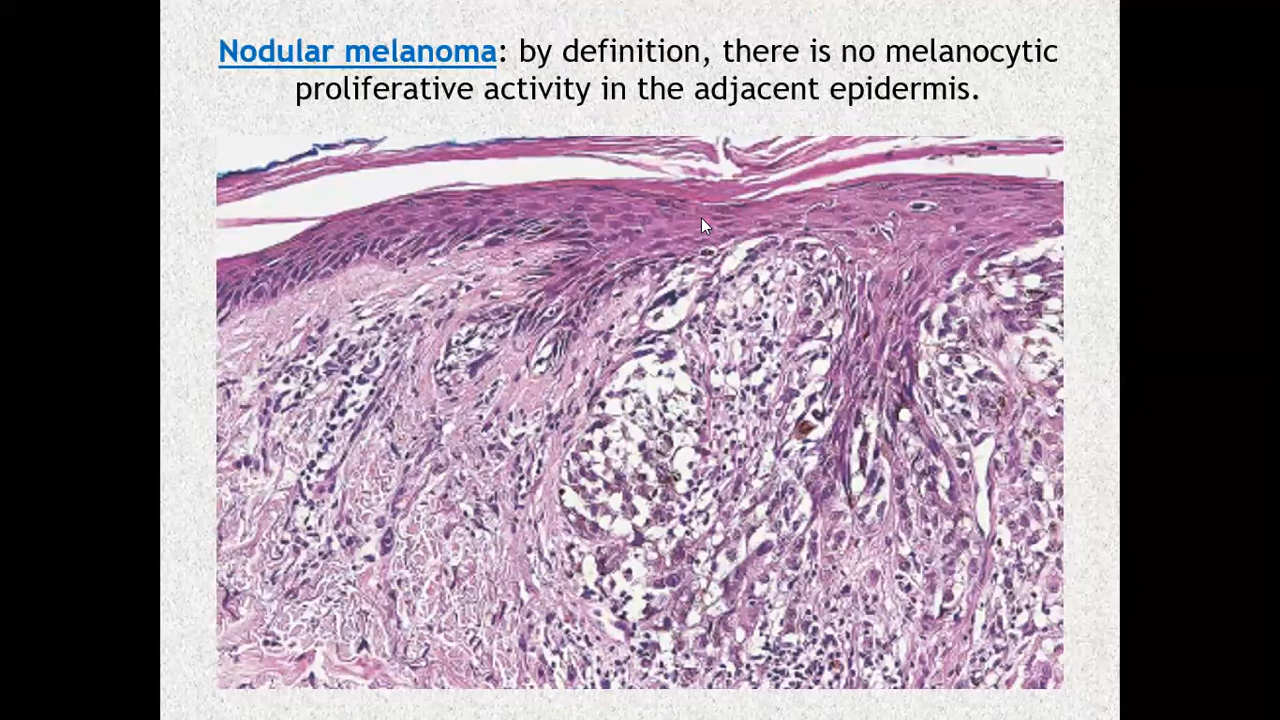 Nodular melanoma: by definition, there is no melanocytic
proliferative activity in the adjacent epidermis.